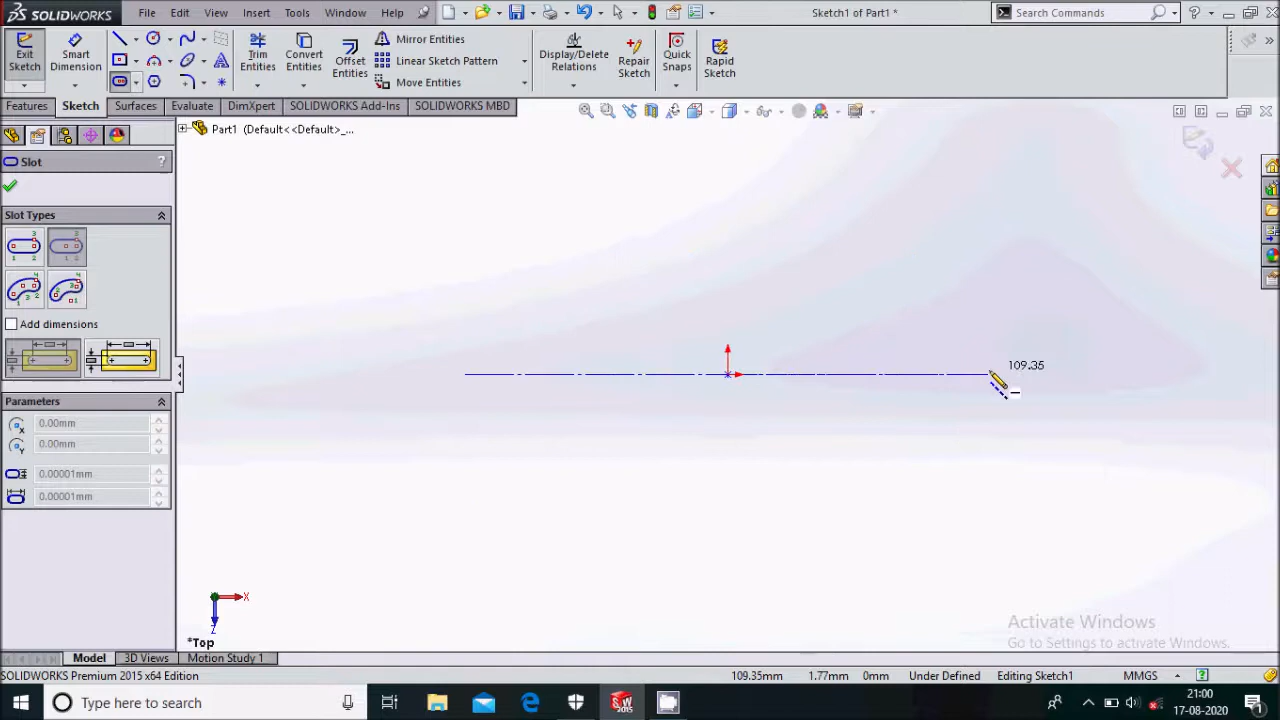 SOLIDWORKS File Edit View Insert Tools Window Help Sketch1 of Part1 * Search Commands
Exit Sketch
Smart Dimension
Trim Entities
Convert Entities
Offset Entities
Mirror Entities
Linear Sketch Pattern
Move Entities
Display/Delete Relations
Repair Sketch
Quick Snaps
Rapid Sketch
Features Sketch Surfaces Evaluate DimXpert SOLIDWORKS Add-Ins SOLIDWORKS MBD
Part1 (Default<<Default>_...
Slot ?
Slot Types
Add dimensions
Parameters
0.00mm
0.00mm
0.00001mm
0.00001mm
109.35
X
Z
*Top
Activate Windows
Go to Settings to activate Windows.
Model 3D Views Motion Study 1
SOLIDWORKS Premium 2015 x64 Edition 109.35mm 1.77mm 0mm Under Defined Editing Sketch1 MMGS
Type here to search
21:00
17-08-2020